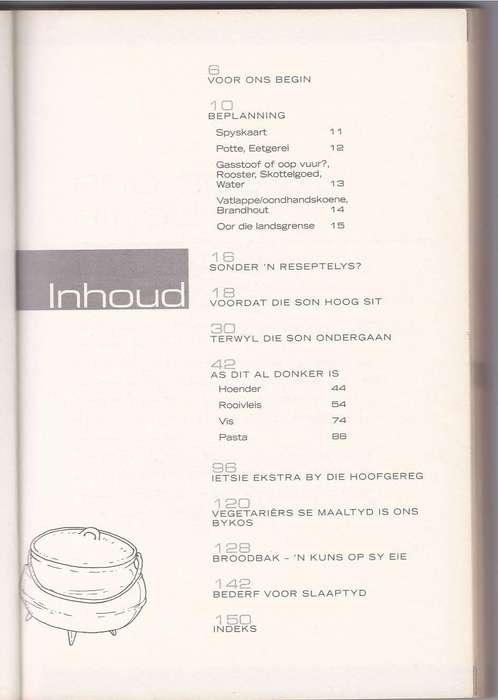 Inhoud
6
VOOR ONS BEGIN
10
BEPLANNING
Spyskaart 11
Potte, Eetgerei 12
Gasstoof of oop vuur?,
Rooster, Skottelgoed,
Water 13
Vatlappe/oondhandskoene,
Brandhout 14
Oor die landsgrense 15
16
SONDER 'N RESEPTELYS?
18
VOORDAT DIE SON HOOG SIT
30
TERWYL DIE SON ONDERGAAN
42
AS DIT AL DONKER IS
Hoender 44
Rooivleis 54
Vis 74
Pasta 86
96
IETSIE EKSTRA BY DIE HOOFGEREG
120
VEGETARIËRS SE MAALTYD IS ONS
BYKOS
128
BROODBAK – 'N KUNS OP SY EIE
142
BEDERF VOOR SLAAPTYD
150
INDEKS